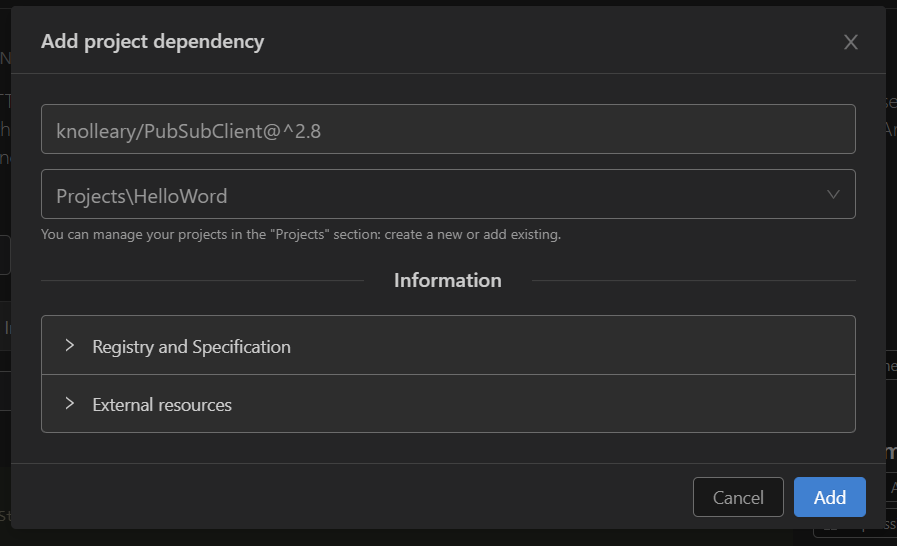 Add project dependency
knolleary/PubSubClient@^2.8
Projects\HelloWord
You can manage your projects in the "Projects" section: create a new or add existing.
Information
Registry and Specification
External resources
Cancel
Add